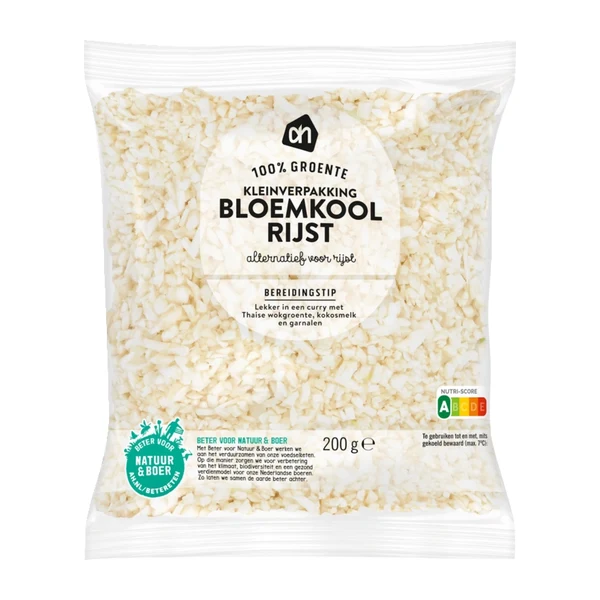 ah
100% GROENTE
KLEINVERPAKKING
BLOEMKOOL
RIJST
alternatief voor rijst
BEREIDINGSTIP
Lekker in een curry met
Thaise wokgroente, kokosmelk
en garnalen
NUTRI-SCORE
A B C D E
Te gebruiken tot en met, mits
gekoeld bewaard (max. 7°C):
200 g e
BETER VOOR NATUUR & BOER
Met Beter voor Natuur & Boer werken we
aan het verduurzamen van onze voedselketen.
Op die manier zorgen we voor verbetering
van het klimaat, biodiversiteit en een gezond
verdienmodel voor onze Nederlandse boeren.
Zo laten we samen de aarde beter achter.
BETER VOOR
NATUUR
& BOER
AH.NL/BETERETEN